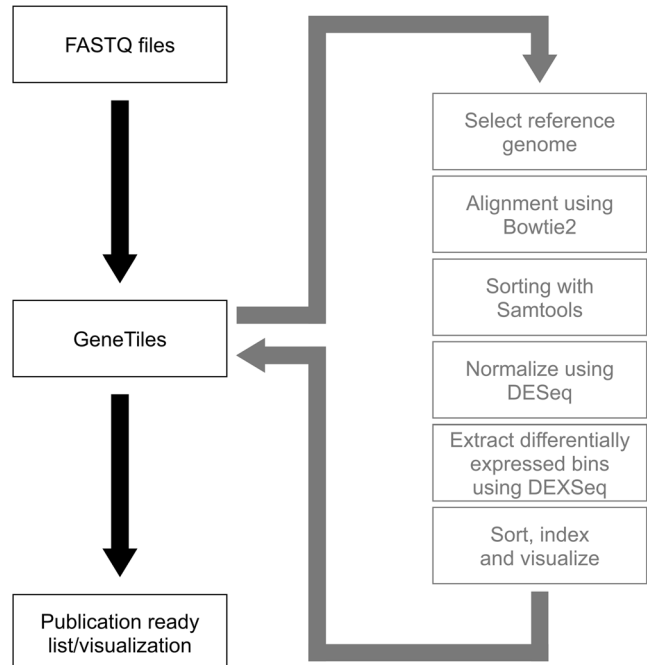 FASTQ files
GeneTiles
Publication ready
list/visualization
Select reference
genome
Alignment using
Bowtie2
Sorting with
Samtools
Normalize using
DESeq
Extract differentially
expressed bins
using DEXSeq
Sort, index
and visualize